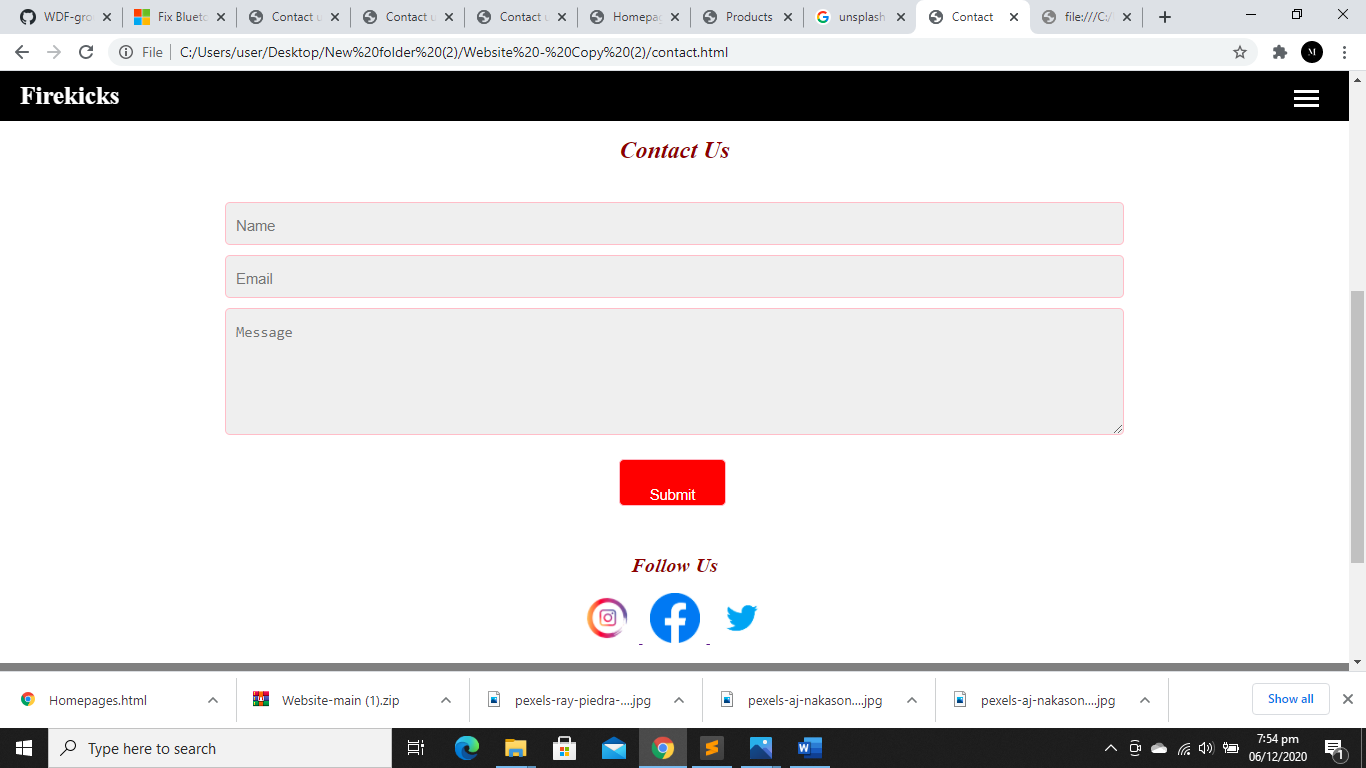 WDF-gro
Fix Bluet
Contact u
Contact u
Contact u
Homepa
Products
unsplash
Contact
file:///C:/
M
File
C:/Users/user/Desktop/New%20folder%20(2)/Website%20-%20Copy%20(2)/contact.html
Firekicks
Contact Us
Name
Email
Message
Submit
Follow Us
Homepages.html
Website-main (1).zip
pexels-ray-piedra-....jpg
pexels-aj-nakason....jpg
pexels-aj-nakason....jpg
Show all
Type here to search
7:54 pm
06/12/2020
1